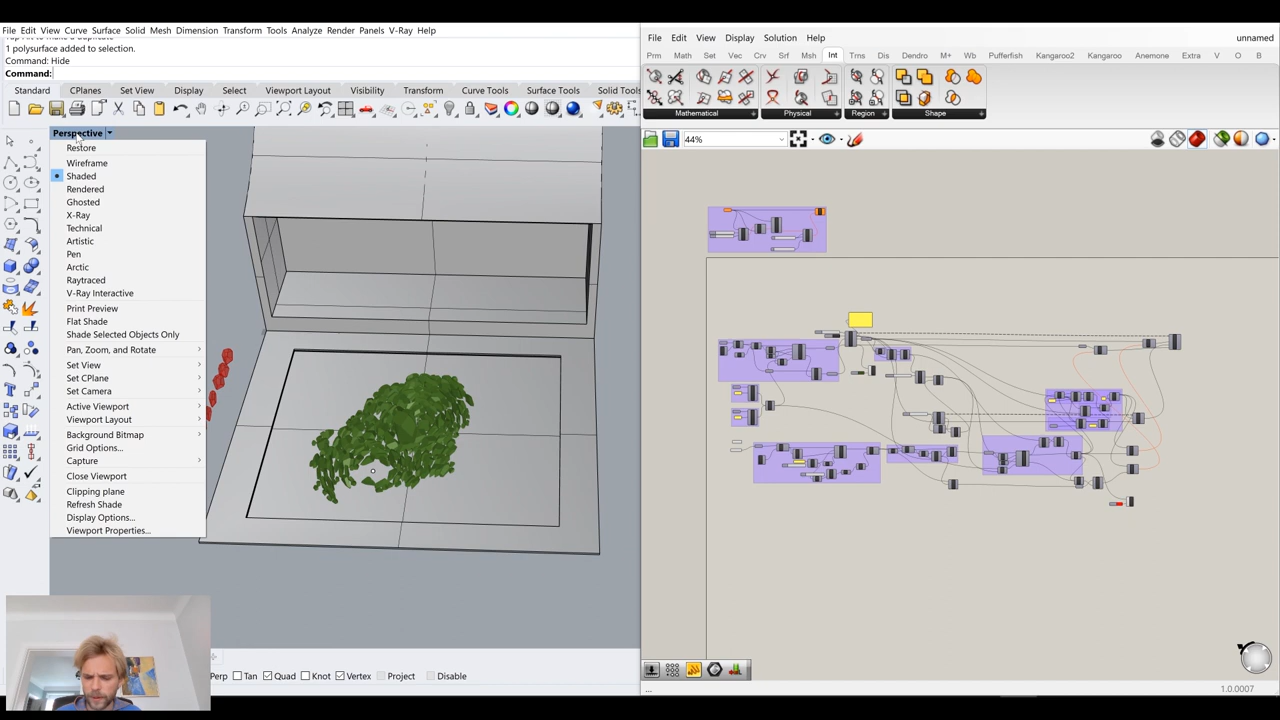 File Edit View Curve Surface Solid Mesh Dimension Transform Tools Analyze Render Panels V-Ray Help
1 polysurface added to selection.
Command: Hide
Command:
Standard CPlanes Set View Display Select Viewport Layout Visibility Transform Curve Tools Surface Tools Solid Tools
Perspective
Restore
Wireframe
Shaded
Rendered
Ghosted
X-Ray
Technical
Artistic
Pen
Arctic
Raytraced
V-Ray Interactive
Print Preview
Flat Shade
Shade Selected Objects Only
Pan, Zoom, and Rotate
Set View
Set CPlane
Set Camera
Active Viewport
Viewport Layout
Background Bitmap
Grid Options...
Capture
Close Viewport
Clipping plane
Refresh Shade
Display Options...
Viewport Properties...
Perp Tan Quad Knot Vertex Project Disable
File Edit View Display Solution Help
unnamed
Prm Math Set Vec Crv Srf Msh Int Trns Dis Dendro M+ Wb Pufferfish Kangaroo2 Kangaroo Anemone Extra V O B
Mathematical Physical Region Shape
44%
...
1.0.0007